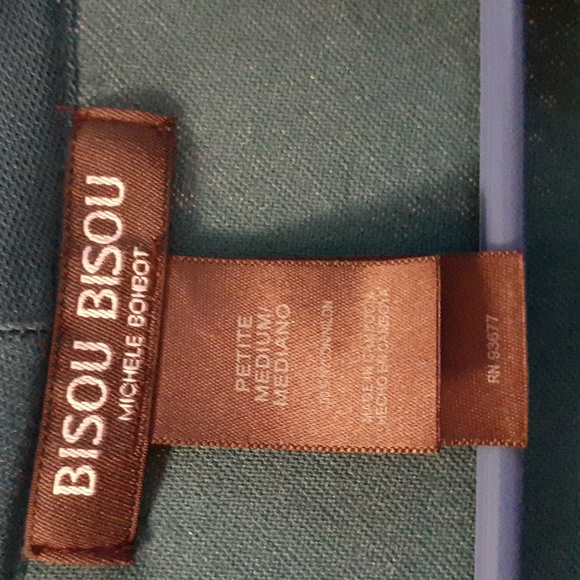 BISOU BISOU
MICHELE BOHBOT
PETITE
MEDIUM/
MEDIANO
MADE IN CAMBODIA
HECHO EN CAMBOYA
RN 93677